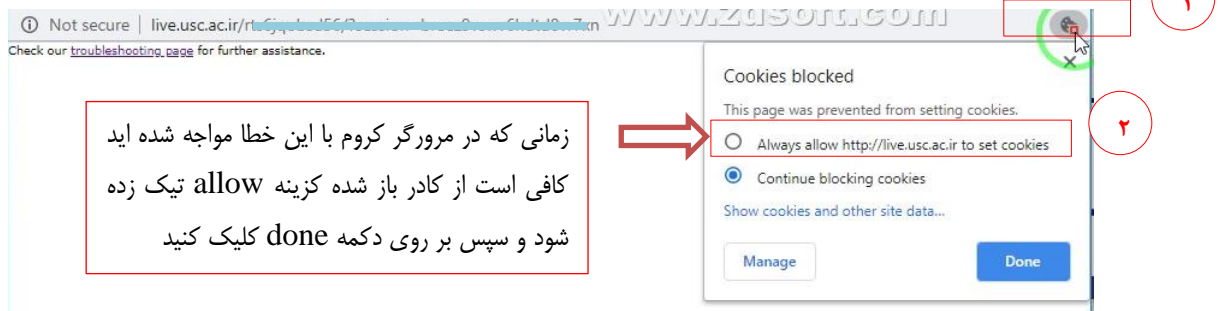 www.zdsoft.com
۱
Not secure | live.usc.ac.ir/
Check our troubleshooting page for further assistance.
Cookies blocked
This page was prevented from setting cookies.
Always allow http://live.usc.ac.ir to set cookies
۲
Continue blocking cookies
Show cookies and other site data...
Manage Done
زمانی که در مرورگر کروم با این خطا مواجه شده اید
کافی است از کادر باز شده کزینه allow تیک زده
شود و سپس بر روی دکمه done کلیک کنید